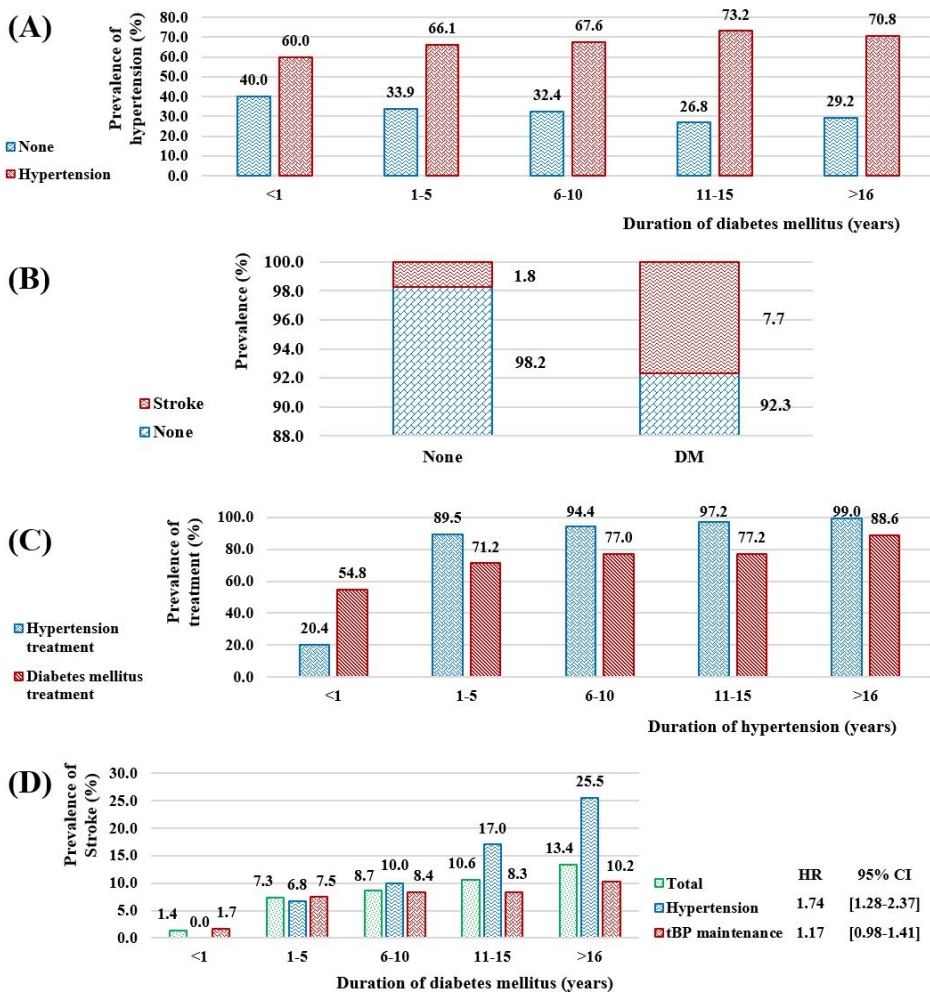 (A)
Prevalence of
hypertension (%)
80.0
70.0
60.0
50.0
40.0
30.0
20.0
10.0
0.0
40.0
60.0
33.9
66.1
32.4
67.6
26.8
73.2
29.2
70.8
None
Hypertension
<1
1-5
6-10
11-15
>16
Duration of diabetes mellitus (years)
(B)
Prevalence (%)
100.0
98.0
96.0
94.0
92.0
90.0
88.0
1.8
98.2
7.7
92.3
Stroke
None
None
DM
(C)
Prevalence of
treatment (%)
100.0
80.0
60.0
40.0
20.0
0.0
20.4
54.8
89.5
71.2
94.4
77.0
97.2
77.2
99.0
88.6
Hypertension
treatment
Diabetes mellitus
treatment
<1
1-5
6-10
11-15
>16
Duration of hypertension (years)
(D)
Prevalence of
Stroke (%)
30.0
25.0
20.0
15.0
10.0
5.0
0.0
1.4
0.0
1.7
7.3
6.8
7.5
8.7
10.0
8.4
10.6
17.0
8.3
13.4
25.5
10.2
<1
1-5
6-10
11-15
>16
Duration of diabetes mellitus (years)
HR 95% CI
Total
Hypertension 1.74 [1.28-2.37]
tBP maintenance 1.17 [0.98-1.41]